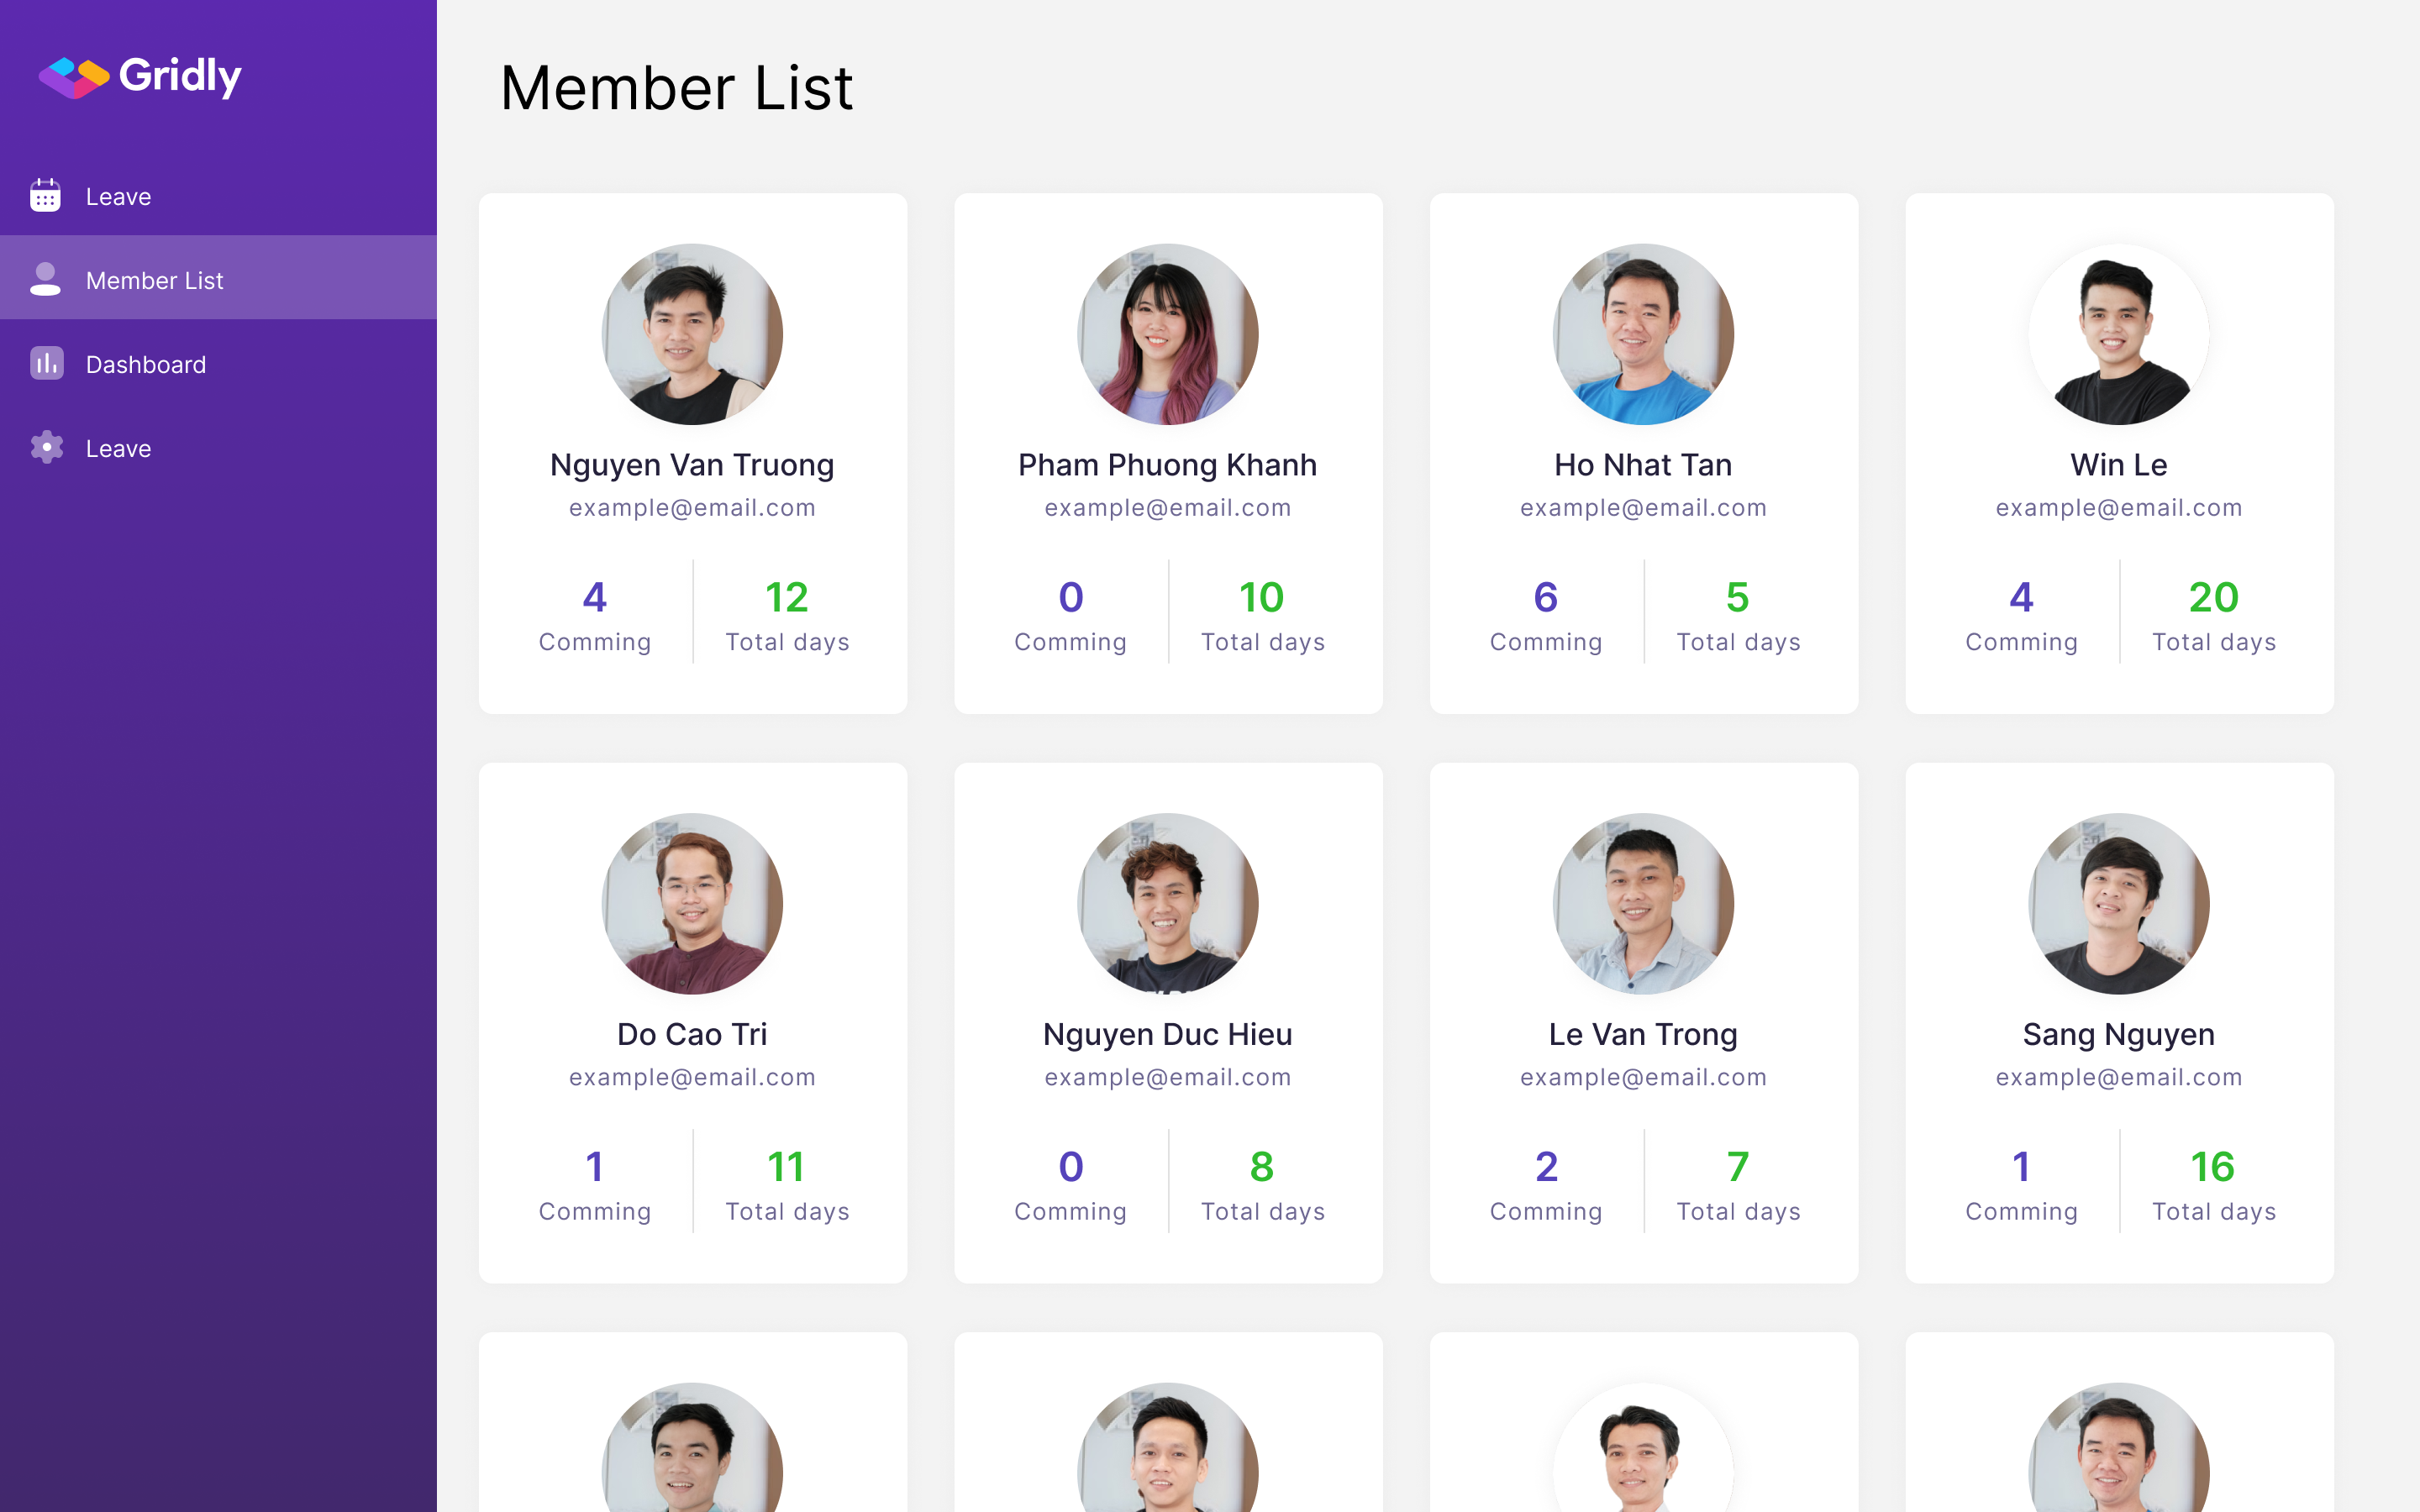 Gridly
Leave
Member List
Dashboard
Leave
Member List
Nguyen Van Truong
example@email.com
4
Comming
12
Total days
Pham Phuong Khanh
example@email.com
0
Comming
10
Total days
Ho Nhat Tan
example@email.com
6
Comming
5
Total days
Win Le
example@email.com
4
Comming
20
Total days
Do Cao Tri
example@email.com
1
Comming
11
Total days
Nguyen Duc Hieu
example@email.com
0
Comming
8
Total days
Le Van Trong
example@email.com
2
Comming
7
Total days
Sang Nguyen
example@email.com
1
Comming
16
Total days